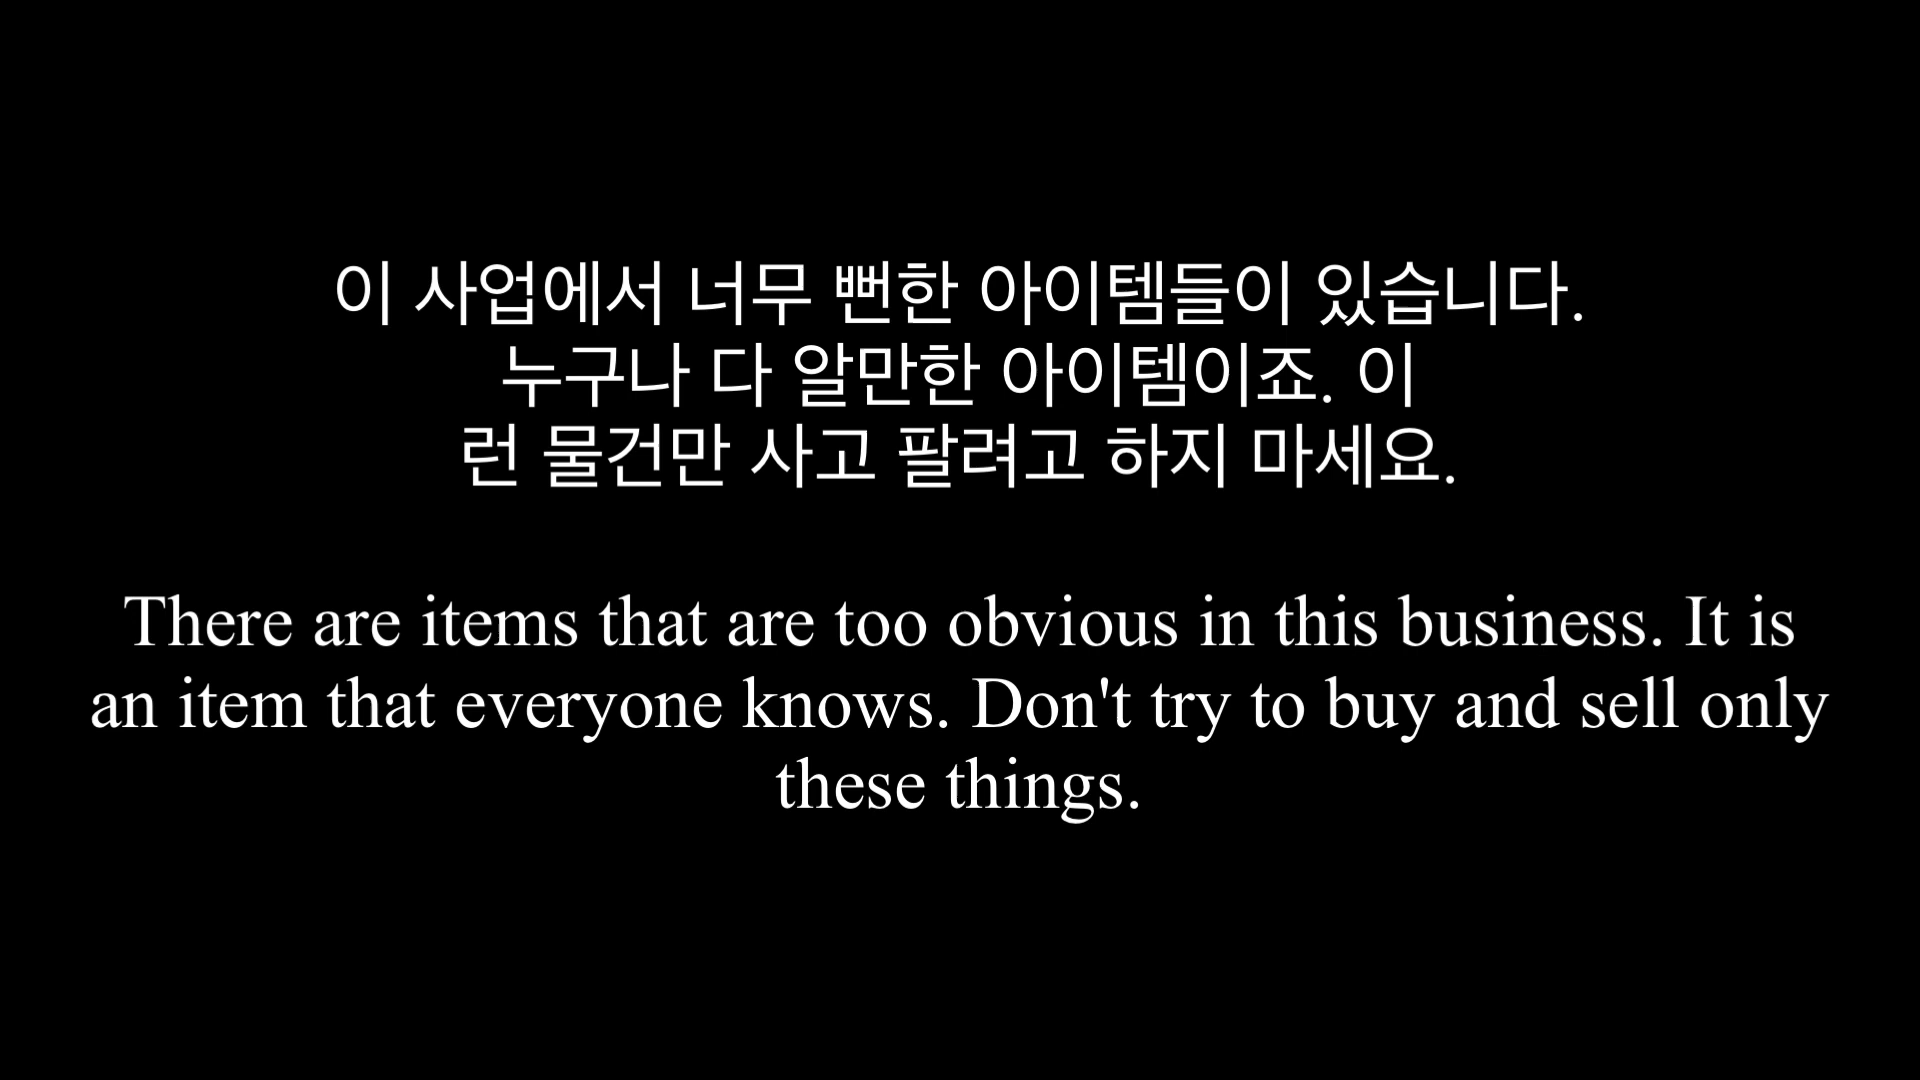 이 사업에서 너무 뻔한 아이템들이 있습니다.
누구나 다 알만한 아이템이죠. 이
런 물건만 사고 팔려고 하지 마세요.
There are items that are too obvious in this business. It is
an item that everyone knows. Don't try to buy and sell only
these things.